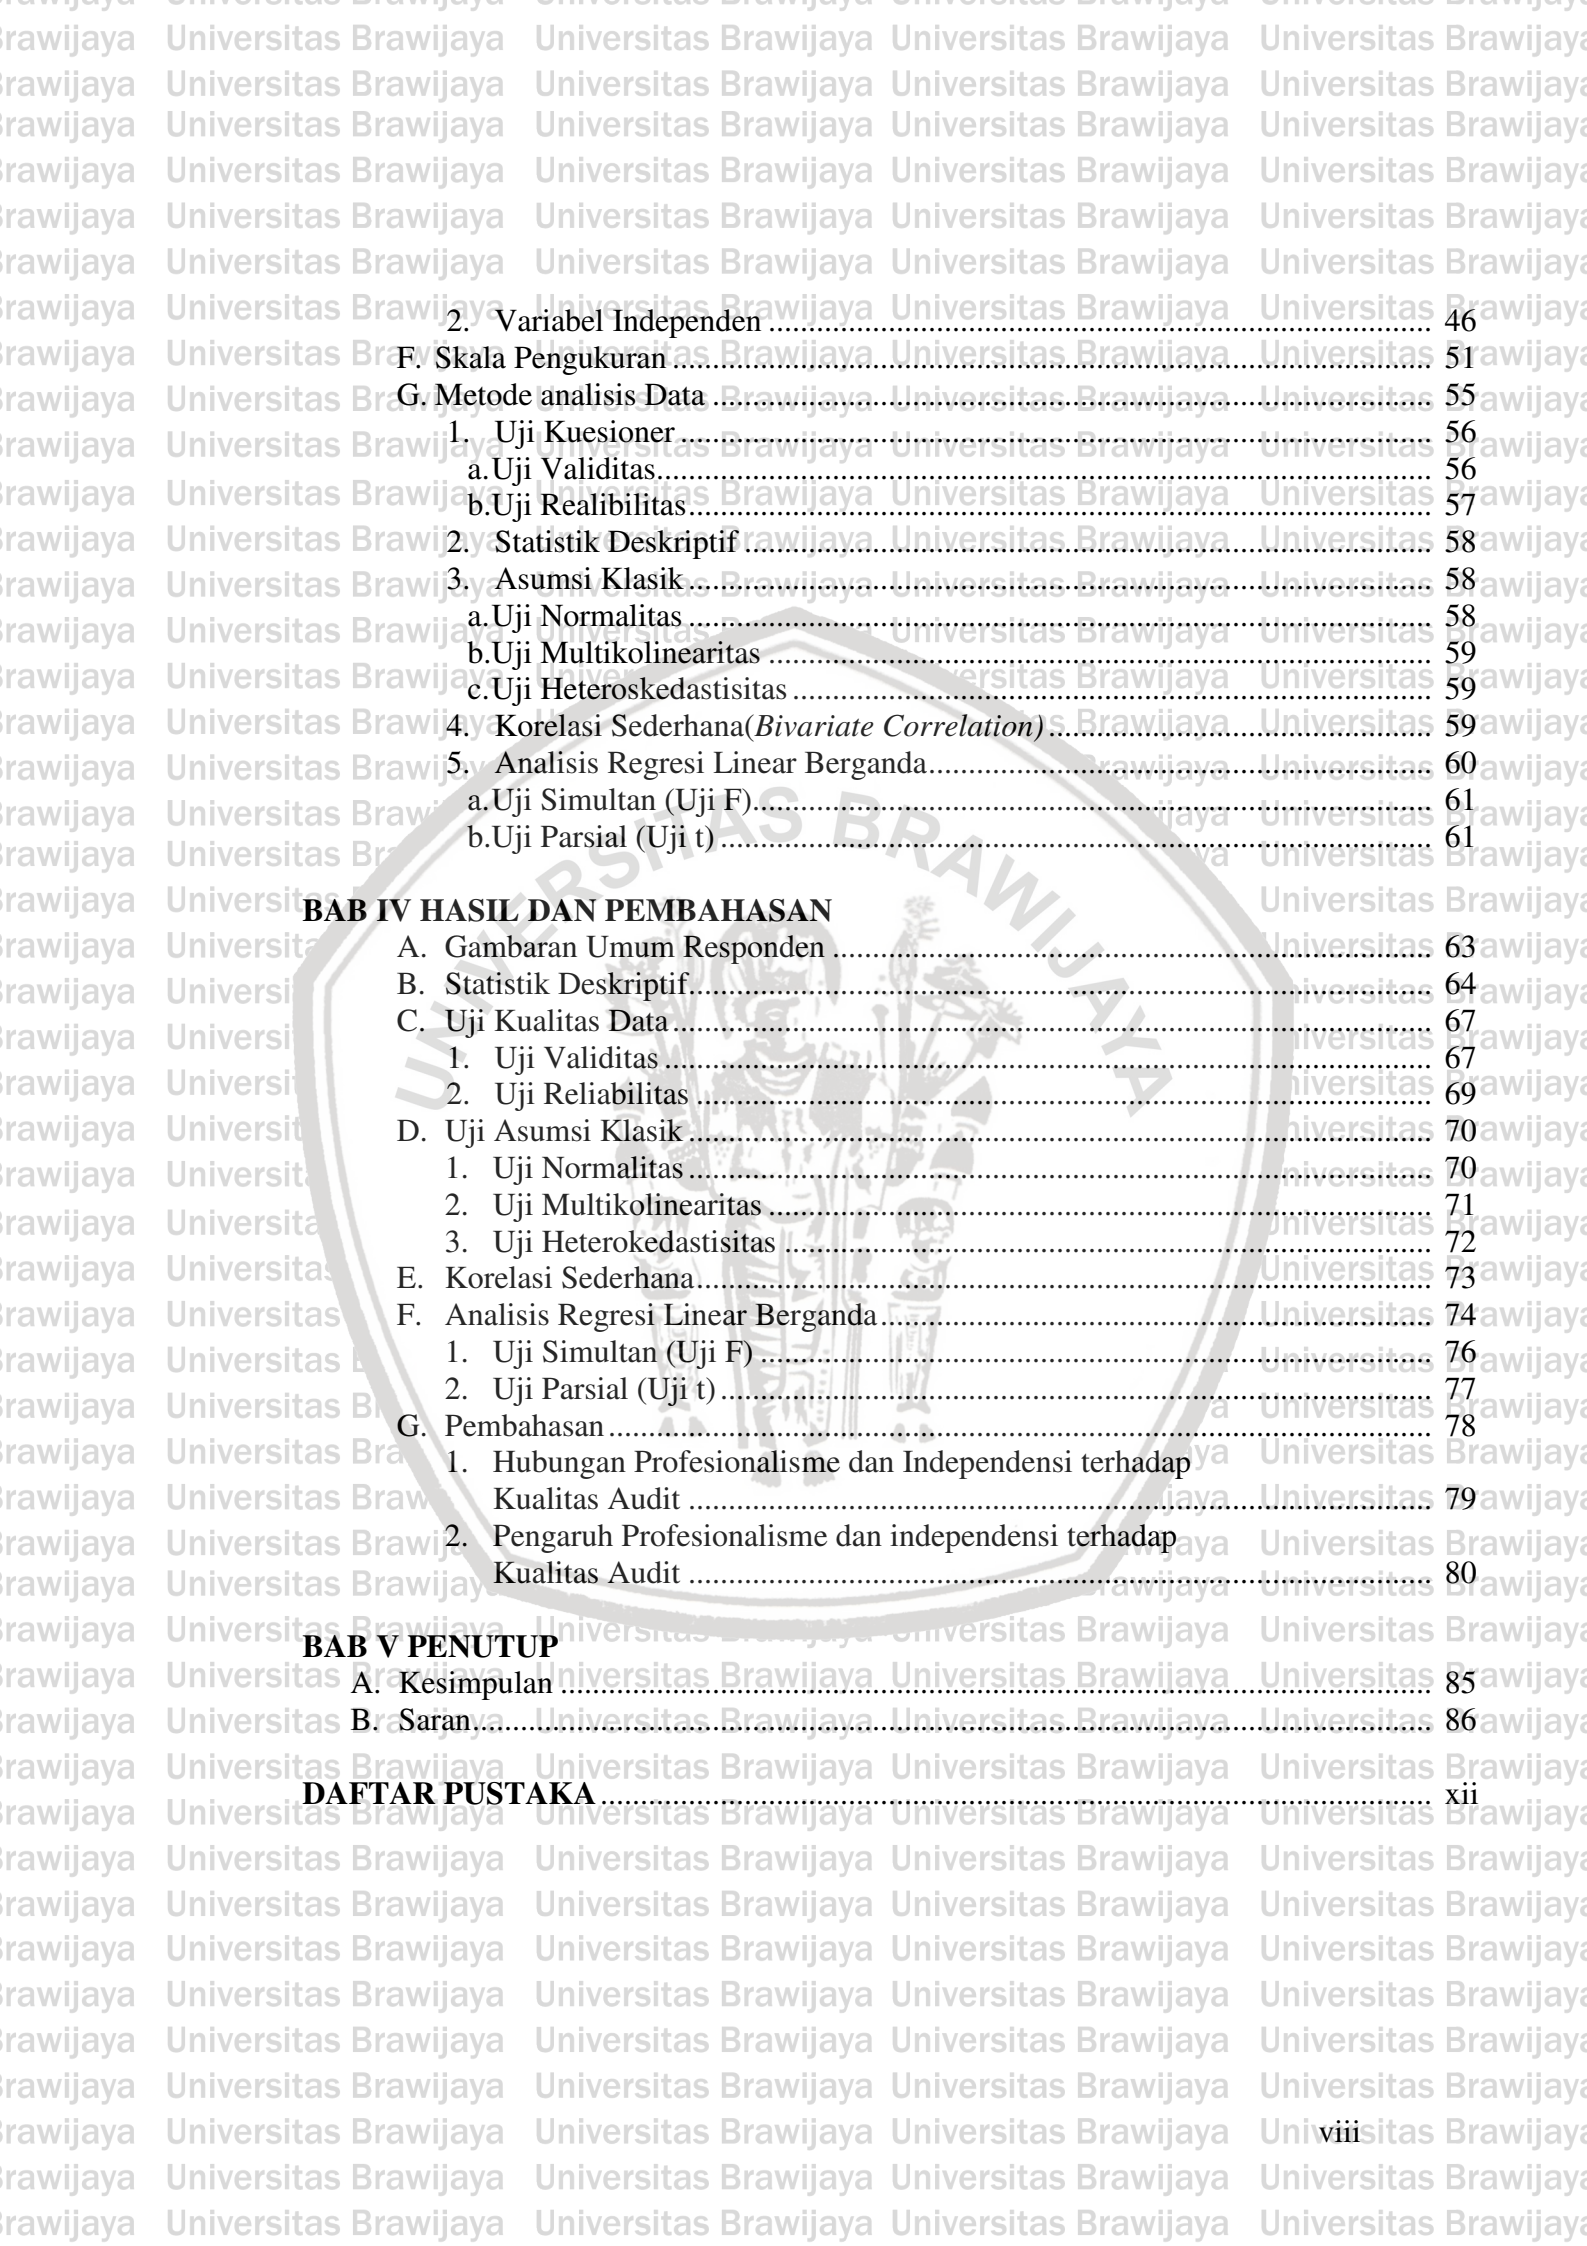 2. Variabel Independen ........ 46
F. Skala Pengukuran ........ 51
G. Metode analisis Data ........ 55
1. Uji Kuesioner ........ 56
a. Uji Validitas ........ 56
b. Uji Realibilitas ........ 57
2. Statistik Deskriptif ........ 58
3. Asumsi Klasik ........ 58
a. Uji Normalitas ........ 58
b. Uji Multikolinearitas ........ 59
c. Uji Heteroskedastisitas ........ 59
4. Korelasi Sederhana(Bivariate Correlation) ........ 59
5. Analisis Regresi Linear Berganda ........ 60
a. Uji Simultan (Uji F) ........ 61
b. Uji Parsial (Uji t) ........ 61
BAB IV HASIL DAN PEMBAHASAN
A. Gambaran Umum Responden ........ 63
B. Statistik Deskriptif ........ 64
C. Uji Kualitas Data ........ 67
1. Uji Validitas ........ 67
2. Uji Reliabilitas ........ 69
D. Uji Asumsi Klasik ........ 70
1. Uji Normalitas ........ 70
2. Uji Multikolinearitas ........ 71
3. Uji Heterokedastisitas ........ 72
E. Korelasi Sederhana ........ 73
F. Analisis Regresi Linear Berganda ........ 74
1. Uji Simultan (Uji F) ........ 76
2. Uji Parsial (Uji t) ........ 77
G. Pembahasan ........ 78
1. Hubungan Profesionalisme dan Independensi terhadap
Kualitas Audit ........ 79
2. Pengaruh Profesionalisme dan independensi terhadap
Kualitas Audit ........ 80
BAB V PENUTUP
A. Kesimpulan ........ 85
B. Saran ........ 86
DAFTAR PUSTAKA ........ xii
viii
UNIVERSITAS BRAWIJAYA